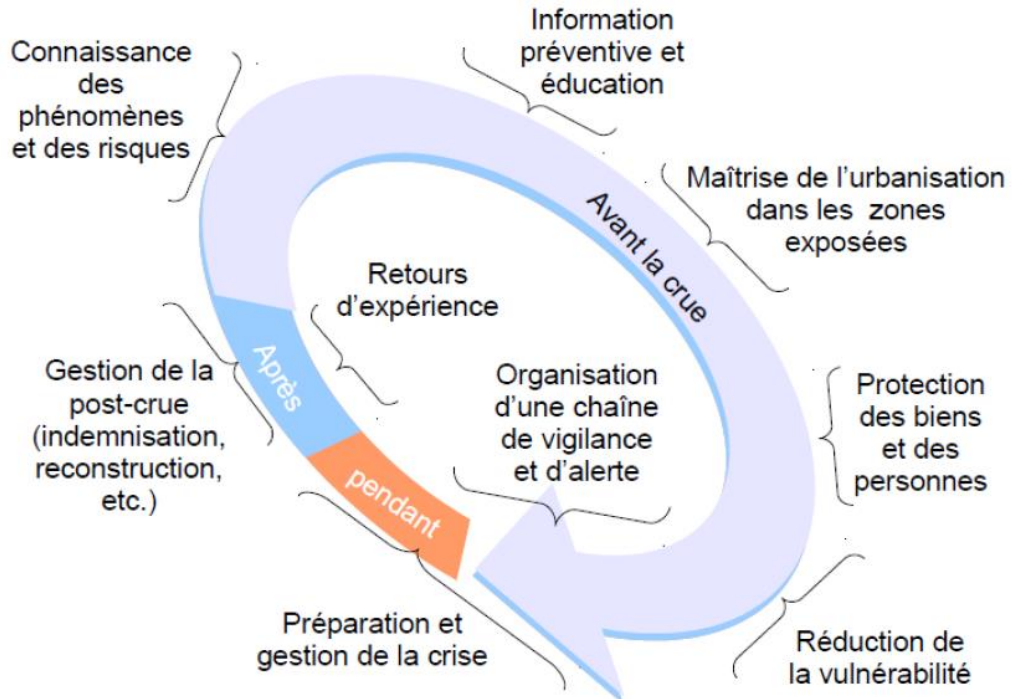 Information
préventive et
éducation
Connaissance
des
phénomènes
et des risques
Maîtrise de l'urbanisation
dans les zones
exposées
Avant la crue
Retours
d'expérience
Après
Gestion de la
post-crue
(indemnisation,
reconstruction,
etc.)
Organisation
d'une chaîne
de vigilance
et d'alerte
Protection
des biens
et des
personnes
pendant
Préparation et
gestion de la crise
Réduction de
la vulnérabilité